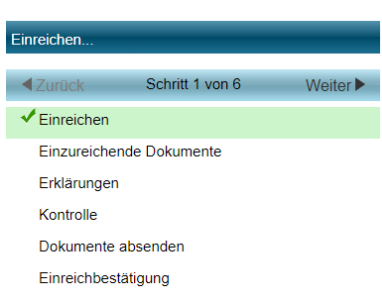 Einreichen...
Zurück Schritt 1 von 6 Weiter
Einreichen
Einzureichende Dokumente
Erklärungen
Kontrolle
Dokumente absenden
Einreichbestätigung